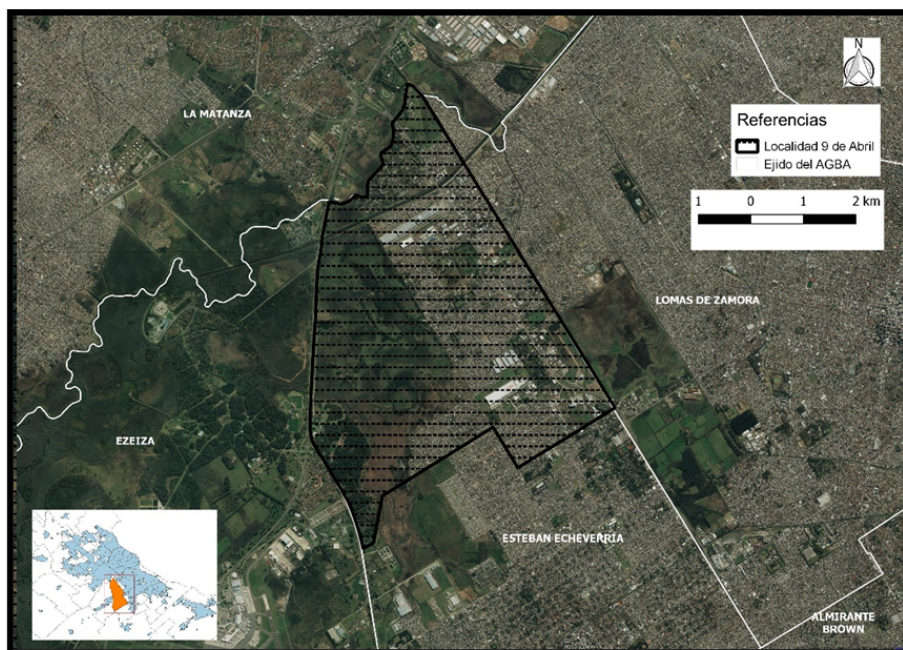 N
LA MATANZA
Referencias
Localidad 9 de Abril
Ejido del AGBA
1 0 1 2 km
LOMAS DE ZAMORA
EZEIZA
ESTEBAN ECHEVERRÍA
ALMIRANTE
BROWN